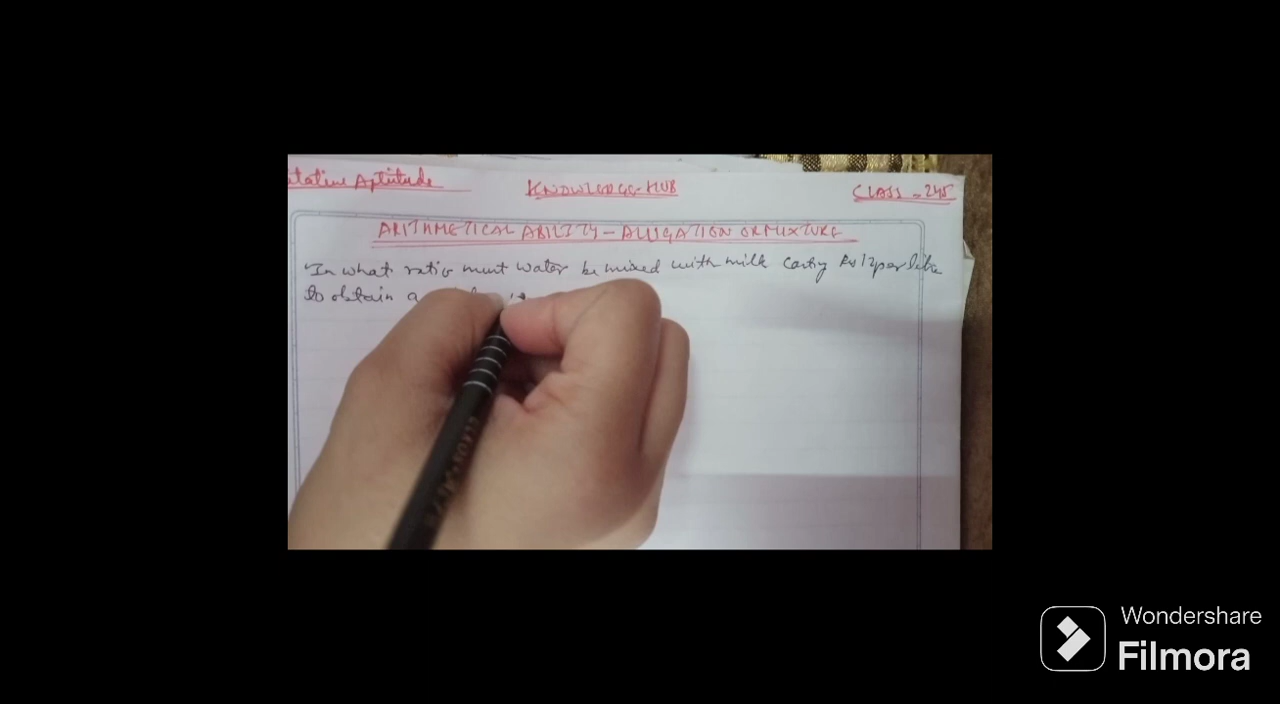 tative Aptitude
KNOWLEDGE HUB
CLASS - 245
ARITHMETICAL ABILITY - ALLIGATION OR MIXTURE
In what ratio must water be mixed with milk costing Rs 12 per litre
to obtain a
Wondershare
Filmora